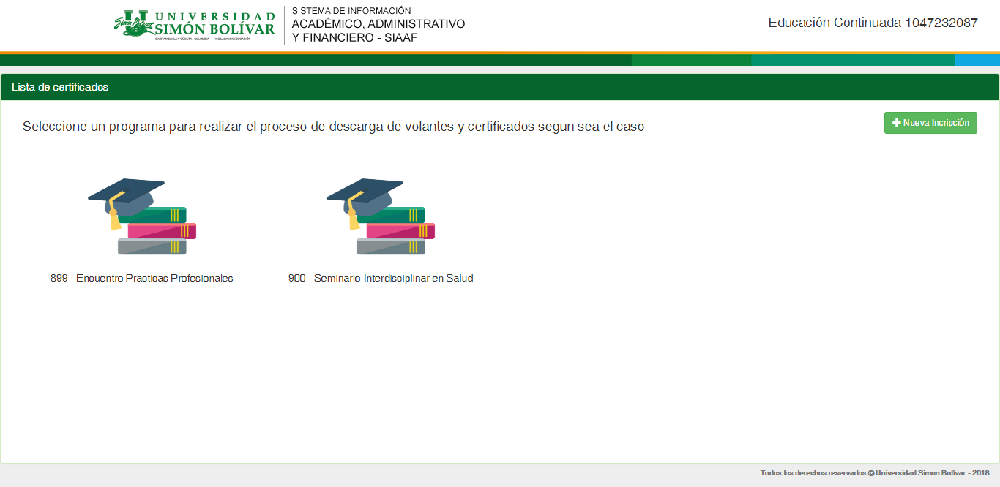 UNIVERSIDAD
SIMÓN BOLÍVAR
BARRANQUILLA Y CÚCUTA - COLOMBIA | VIGILADA MINEDUCACIÓN
SISTEMA DE INFORMACIÓN
ACADÉMICO, ADMINISTRATIVO
Y FINANCIERO - SIAAF
Educación Continuada 1047232087
Lista de certificados
Seleccione un programa para realizar el proceso de descarga de volantes y certificados segun sea el caso
Nueva Incripción
899 - Encuentro Practicas Profesionales
900 - Seminario Interdisciplinar en Salud
Todos los derechos reservados © Universidad Simon Bolívar - 2018